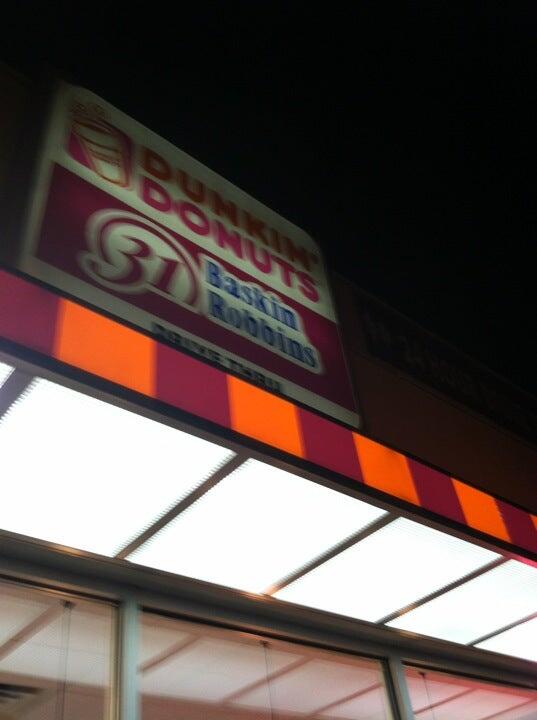 DUNKIN'
DONUTS
31
Baskin
Robbins
DRIVE THRU